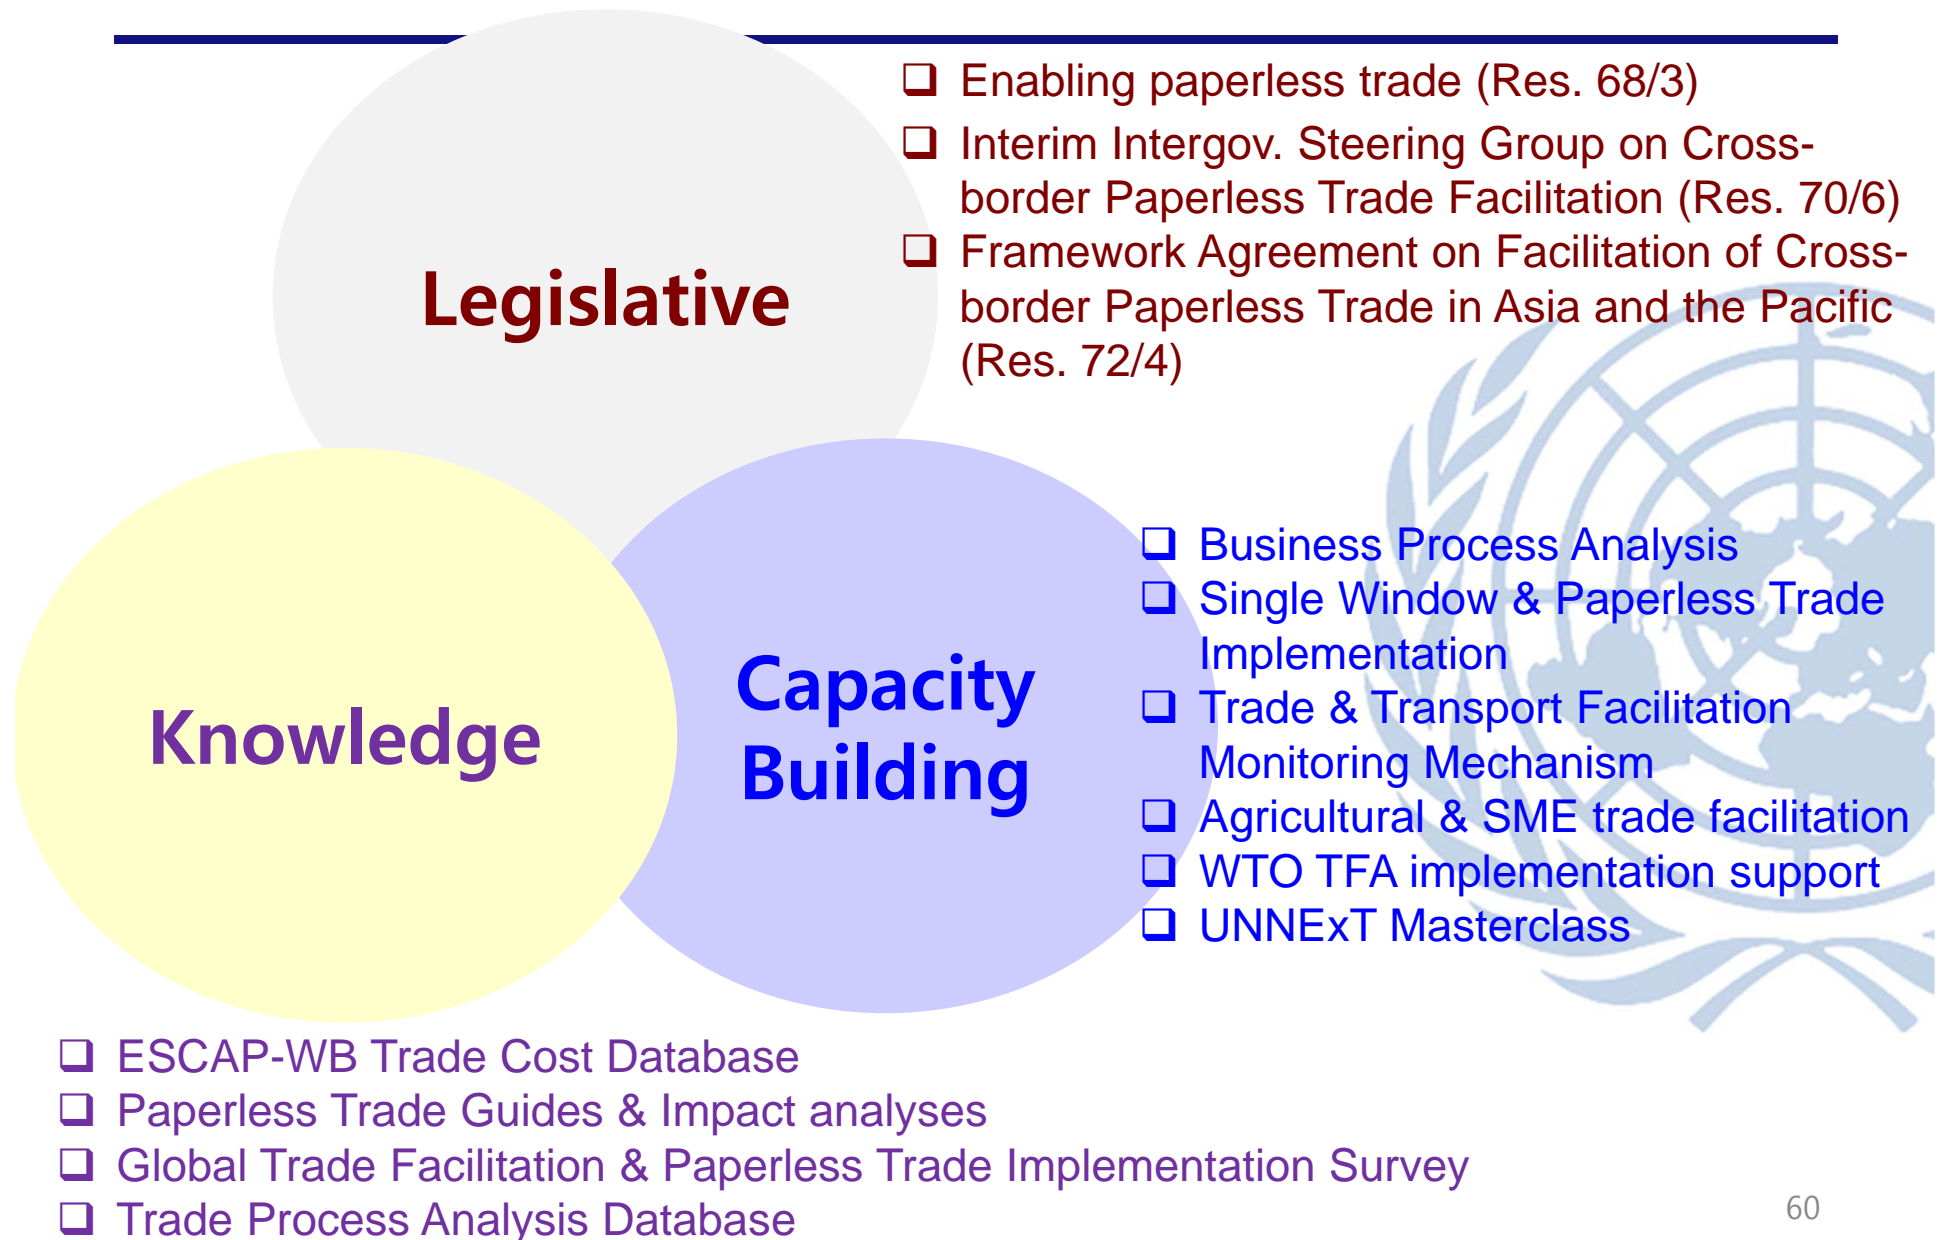 Legislative
❑ Enabling paperless trade (Res. 68/3)
❑ Interim Intergov. Steering Group on Cross-
border Paperless Trade Facilitation (Res. 70/6)
❑ Framework Agreement on Facilitation of Cross-
border Paperless Trade in Asia and the Pacific
(Res. 72/4)
Capacity
Building
❑ Business Process Analysis
❑ Single Window & Paperless Trade
Implementation
❑ Trade & Transport Facilitation
Monitoring Mechanism
❑ Agricultural & SME trade facilitation
❑ WTO TFA implementation support
❑ UNNExT Masterclass
Knowledge
❑ ESCAP-WB Trade Cost Database
❑ Paperless Trade Guides & Impact analyses
❑ Global Trade Facilitation & Paperless Trade Implementation Survey
❑ Trade Process Analysis Database
60